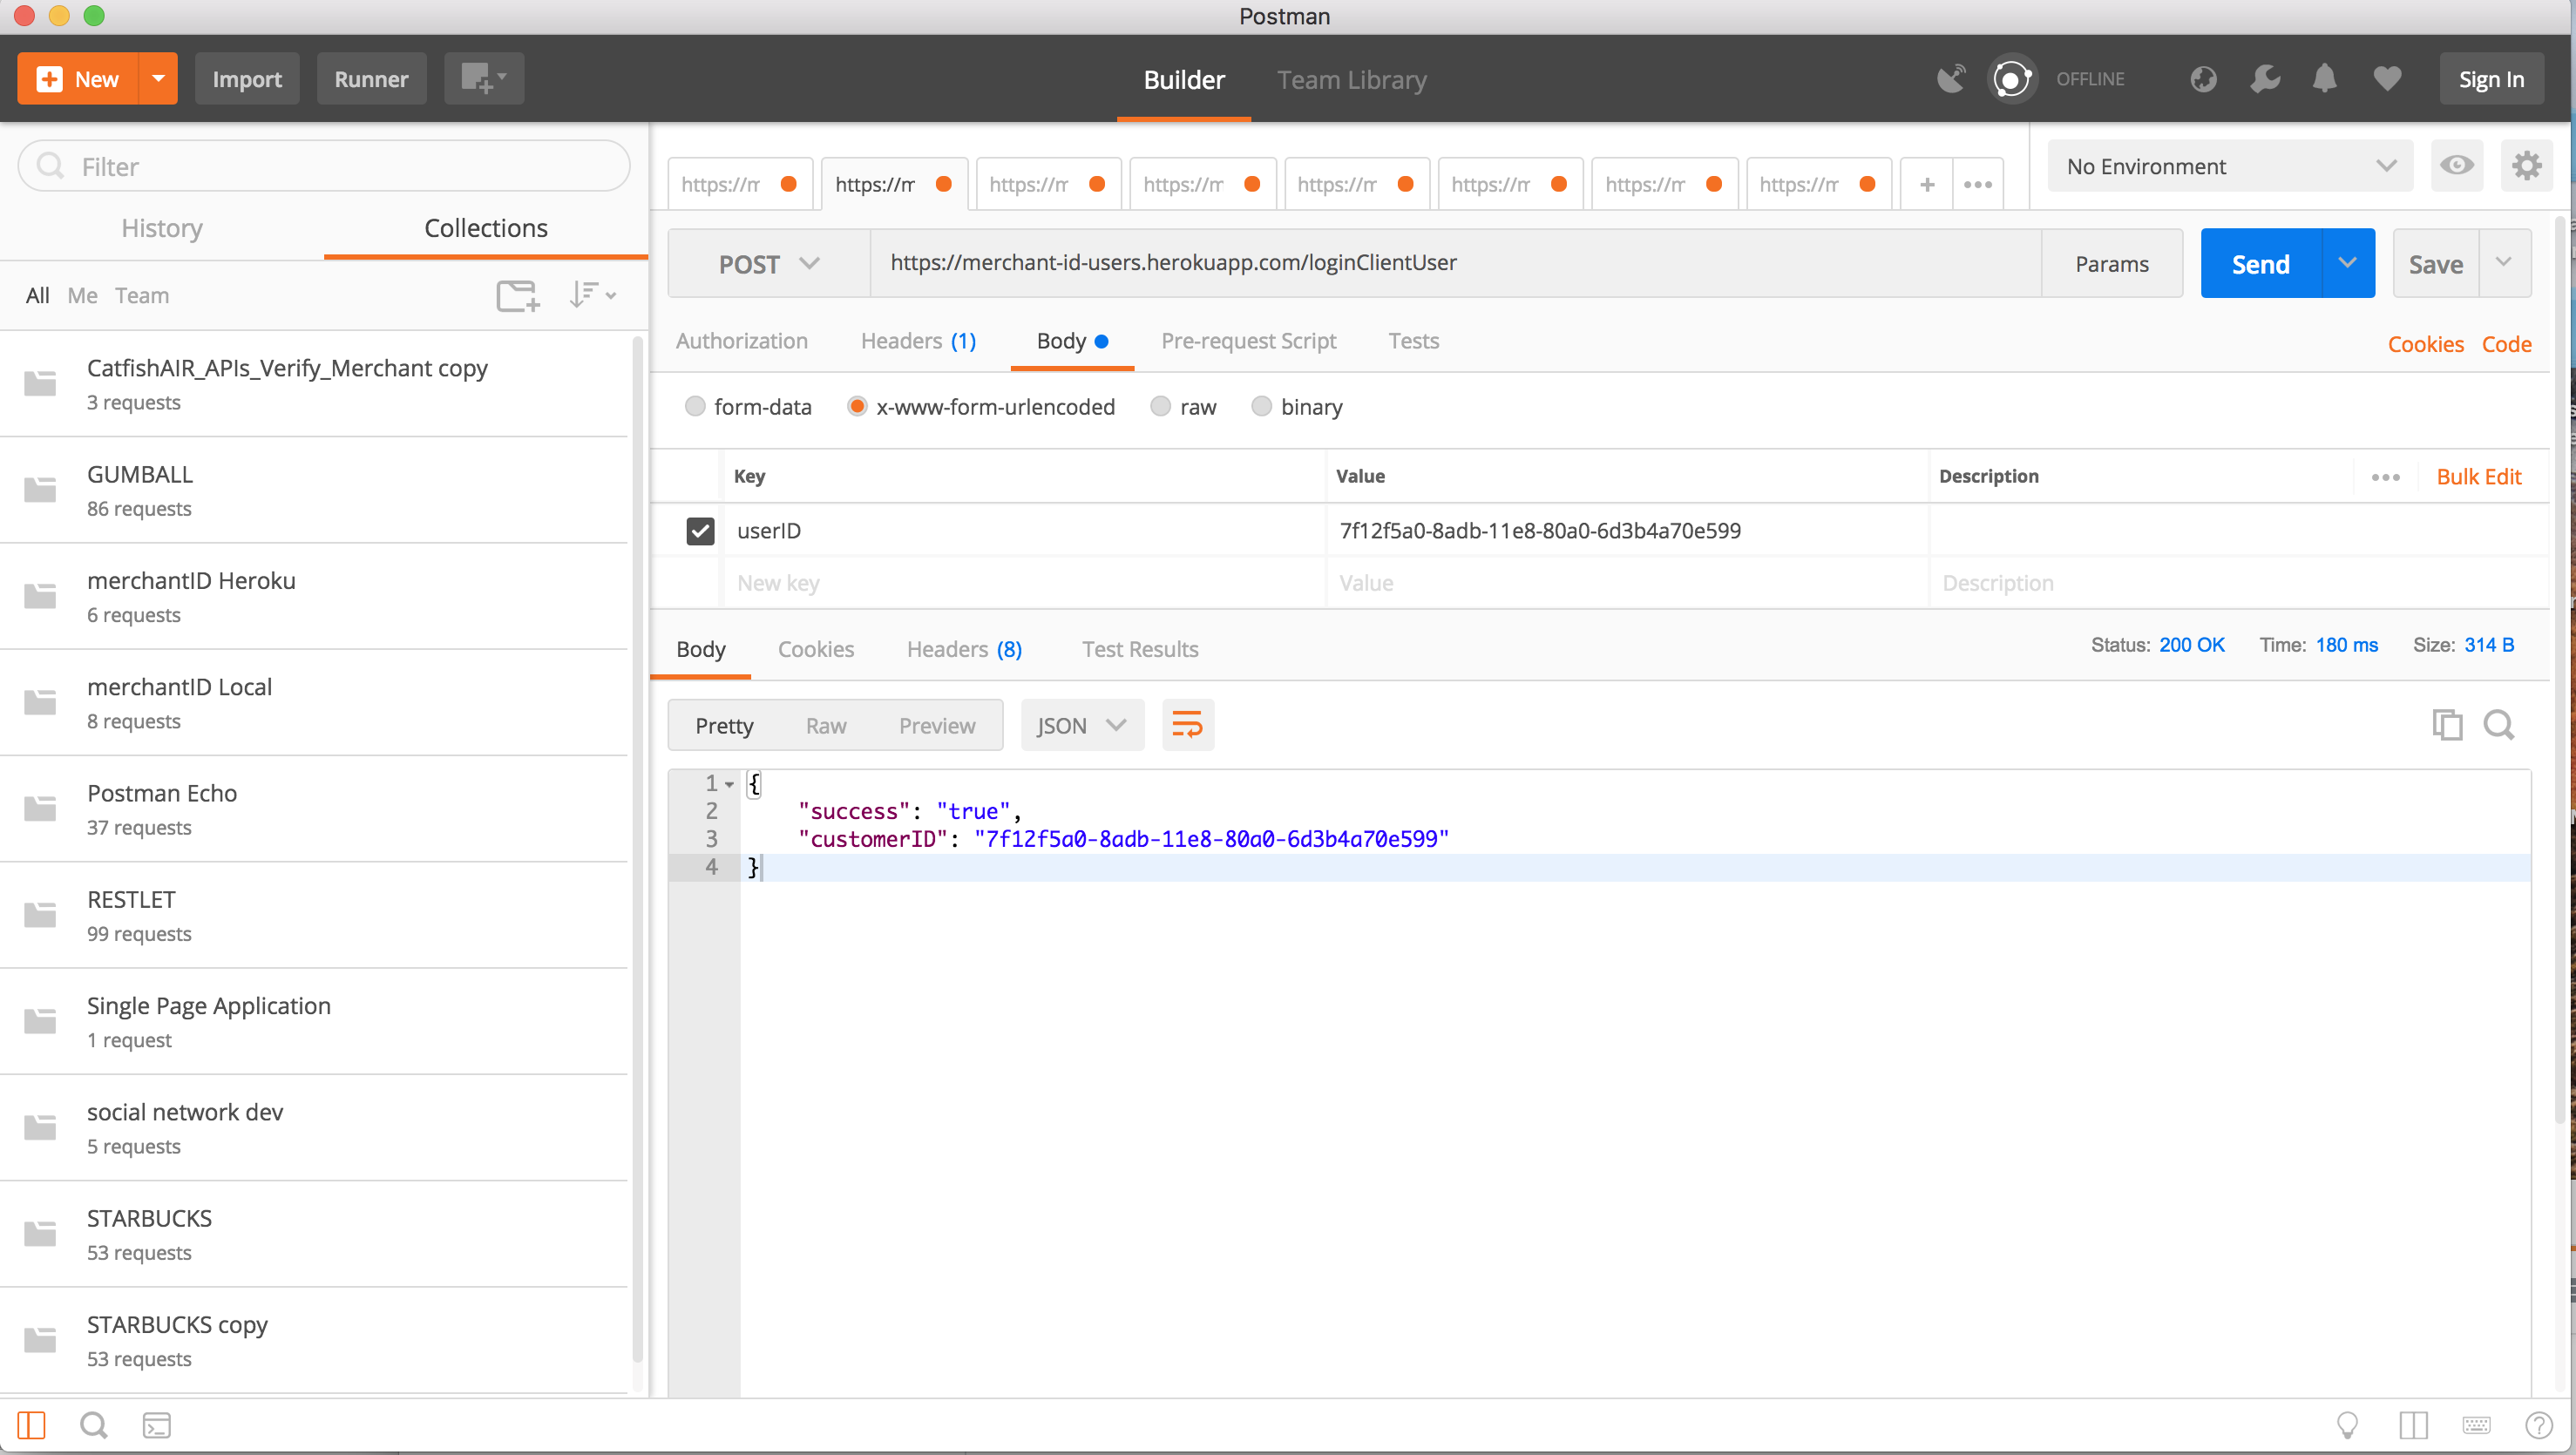 Postman
New
Import
Runner
Builder
Team Library
OFFLINE
Sign In
Filter
History
Collections
All Me Team
CatfishAIR_APIs_Verify_Merchant copy
3 requests
GUMBALL
86 requests
merchantID Heroku
6 requests
merchantID Local
8 requests
Postman Echo
37 requests
RESTLET
99 requests
Single Page Application
1 request
social network dev
5 requests
STARBUCKS
53 requests
STARBUCKS copy
53 requests
https://m https://m https://m https://m https://m https://m https://m https://m
No Environment
POST
https://merchant-id-users.herokuapp.com/loginClientUser
Params
Send
Save
Authorization Headers (1) Body Pre-request Script Tests
Cookies Code
form-data x-www-form-urlencoded raw binary
Key Value Description Bulk Edit
userID 7f12f5a0-8adb-11e8-80a0-6d3b4a70e599
New key Value Description
Body Cookies Headers (8) Test Results
Status: 200 OK Time: 180 ms Size: 314 B
Pretty Raw Preview JSON
1 {
2 "success": "true",
3 "customerID": "7f12f5a0-8adb-11e8-80a0-6d3b4a70e599"
4 }